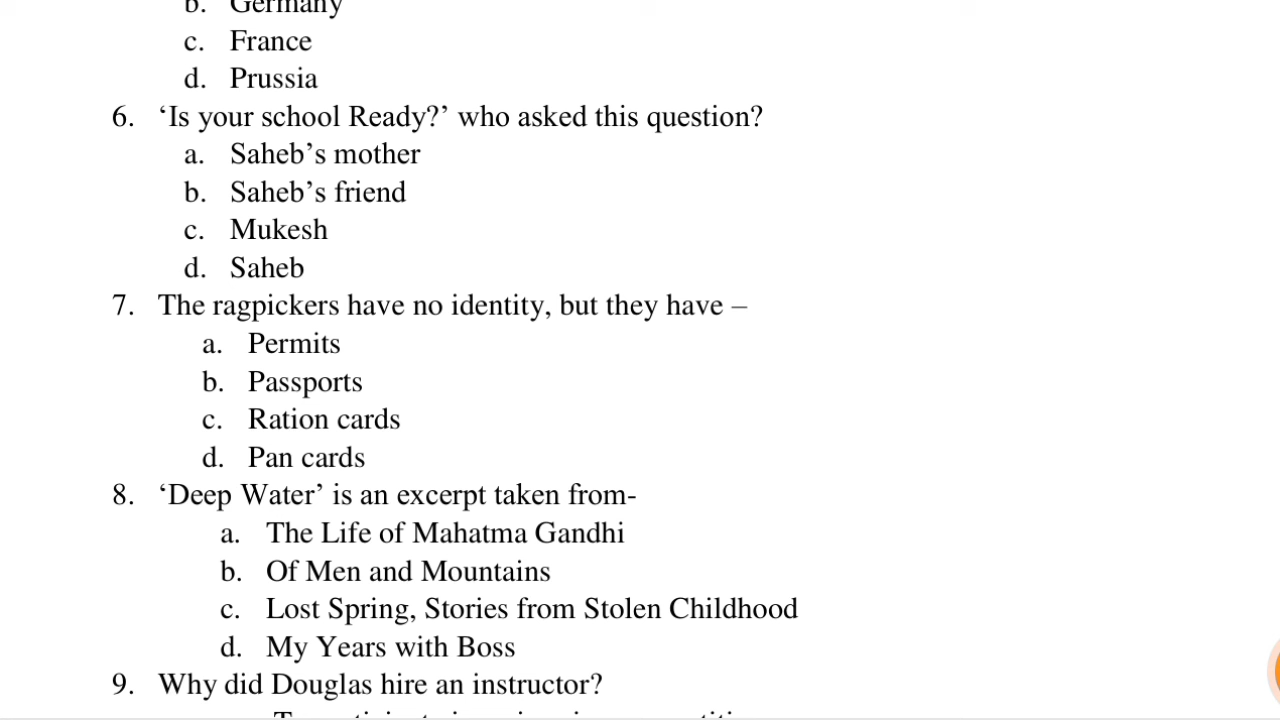 b. Germany
c. France
d. Prussia
6. ‘Is your school Ready?’ who asked this question?
a. Saheb’s mother
b. Saheb’s friend
c. Mukesh
d. Saheb
7. The ragpickers have no identity, but they have –
a. Permits
b. Passports
c. Ration cards
d. Pan cards
8. ‘Deep Water’ is an excerpt taken from-
a. The Life of Mahatma Gandhi
b. Of Men and Mountains
c. Lost Spring, Stories from Stolen Childhood
d. My Years with Boss
9. Why did Douglas hire an instructor?